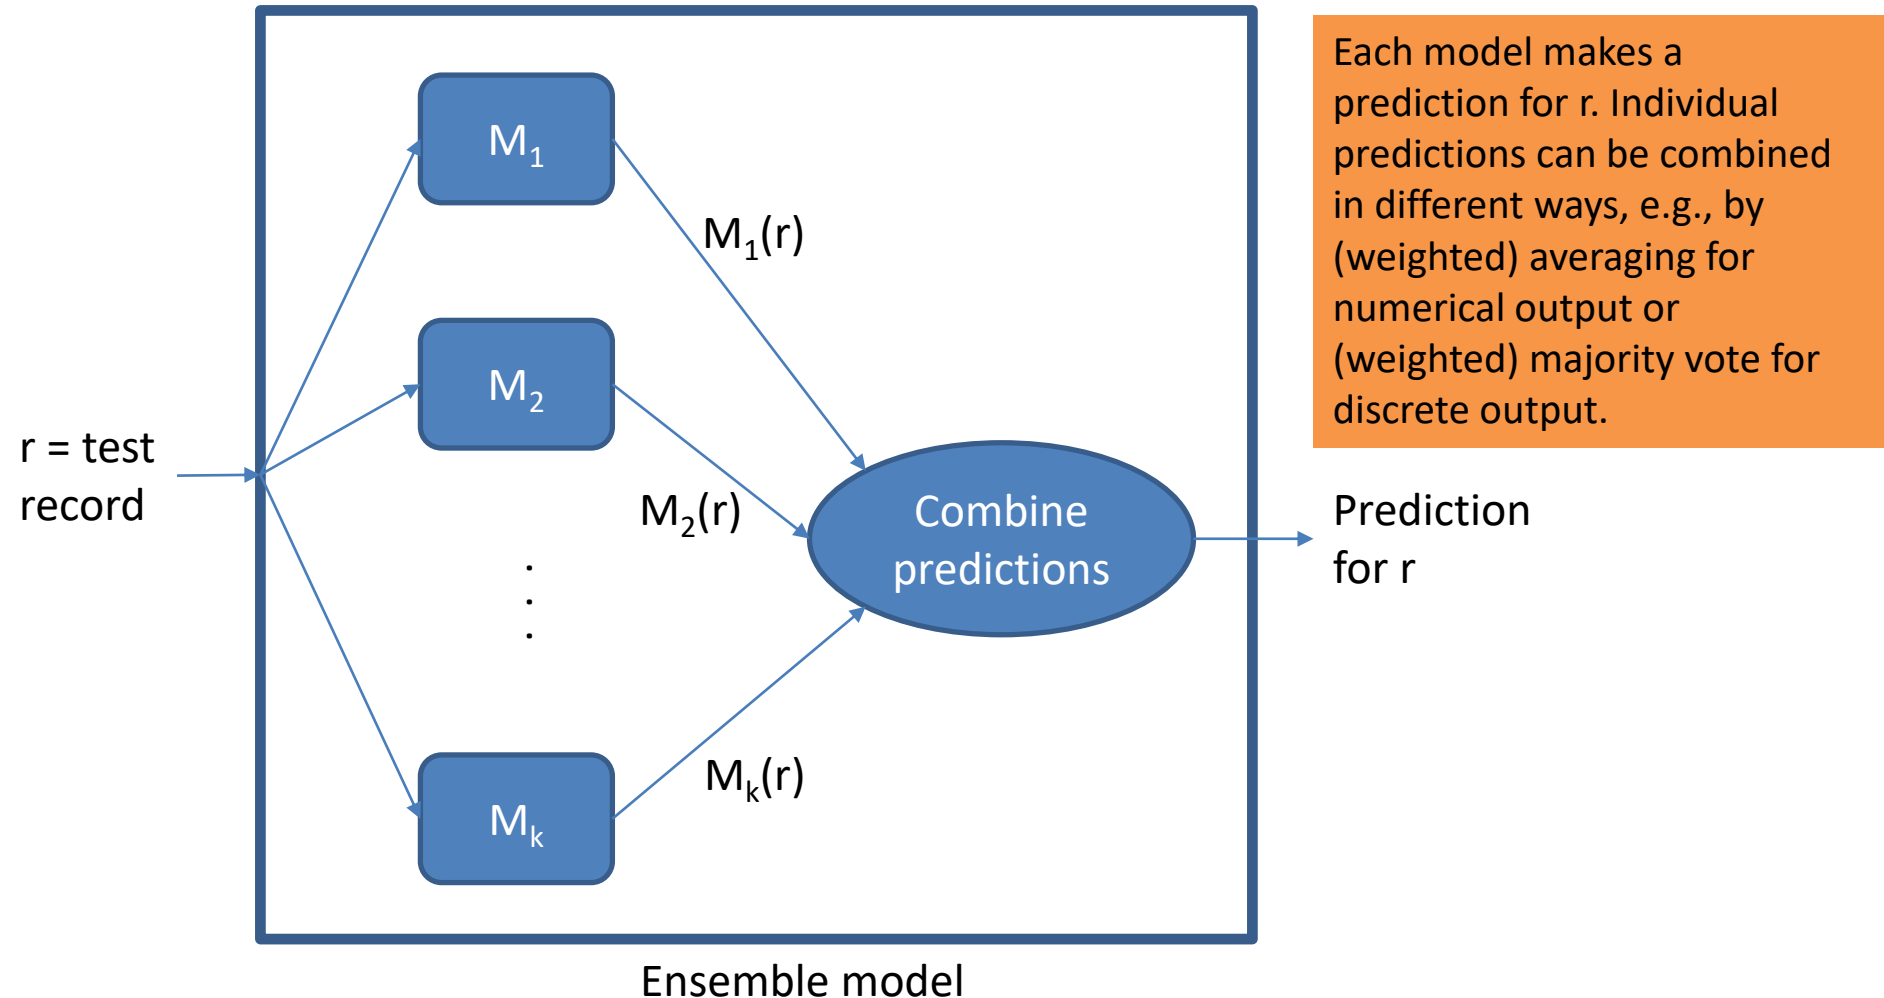 r = test
record
M₁
M₂
.
.
.
Mₖ
M₁(r)
M₂(r)
Mₖ(r)
Combine
predictions
Each model makes a
prediction for r. Individual
predictions can be combined
in different ways, e.g., by
(weighted) averaging for
numerical output or
(weighted) majority vote for
discrete output.
Prediction
for r
Ensemble model